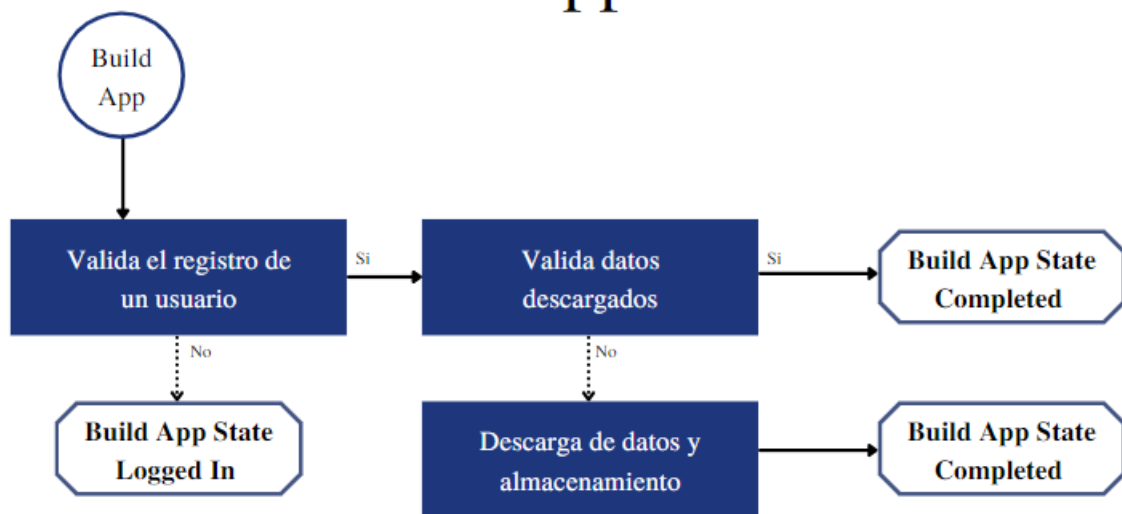 Build
App
Valida el registro de
un usuario
Si
Valida datos
descargados
Si
Build App State
Completed
No
No
Build App State
Logged In
Descarga de datos y
almacenamiento
Build App State
Completed